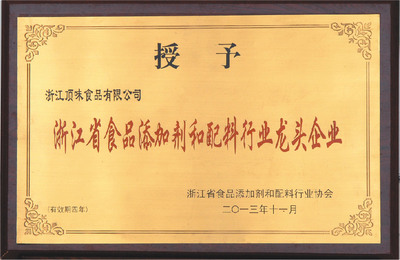 授予
浙江顶味食品有限公司
浙江省食品添加剂和配料行业龙头企业
浙江省食品添加剂和配料行业协会
(有效期四年)
二〇一三年十一月